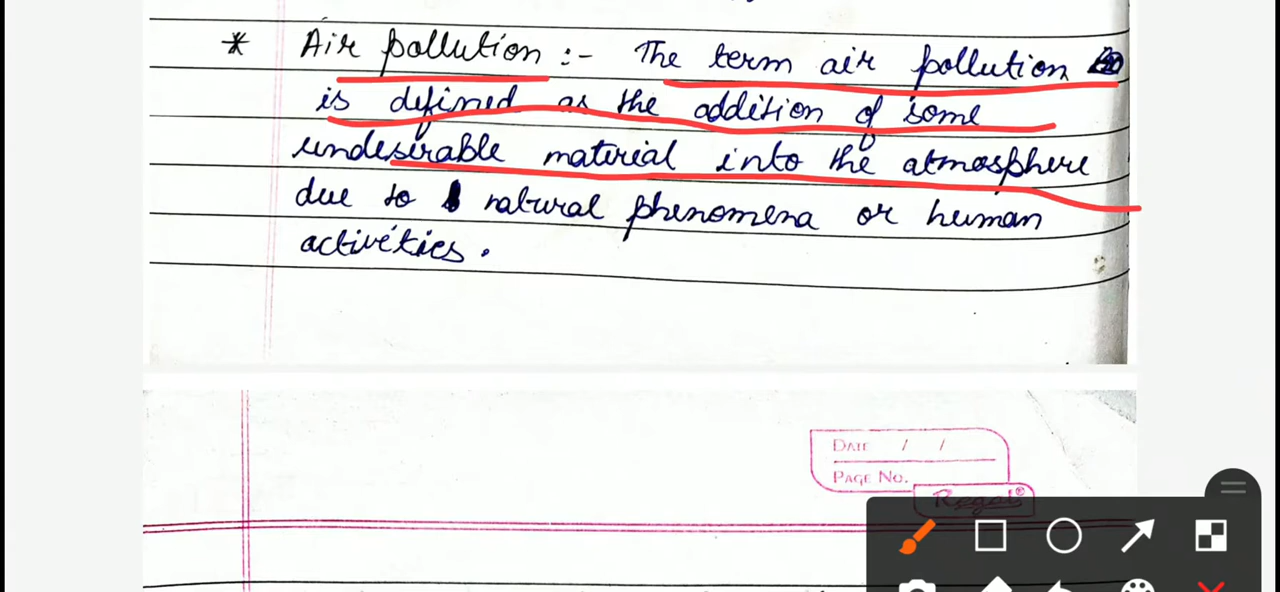 * Air pollution :- The term air pollution
is defined as the addition of some
undesirable material into the atmosphere
due to natural phenomena or human
activities.
DATE / /
PAGE NO.
Regal®